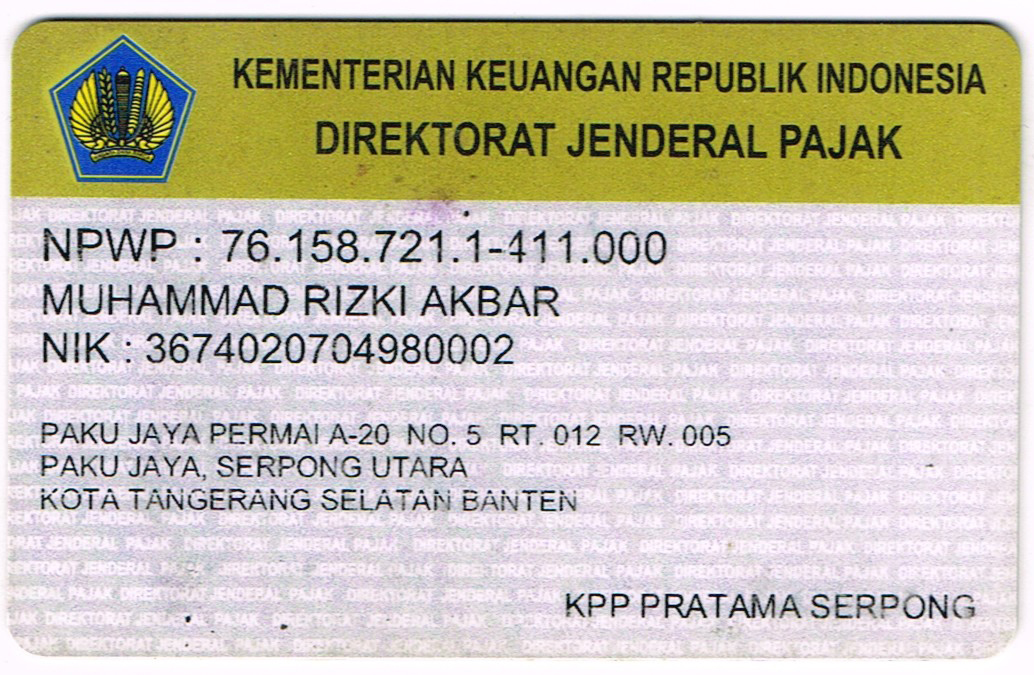 KEMENTERIAN KEUANGAN REPUBLIK INDONESIA
DIREKTORAT JENDERAL PAJAK
NPWP : 76.158.721.1-411.000
MUHAMMAD RIZKI AKBAR
NIK : 3674020704980002
PAKU JAYA PERMAI A-20 NO. 5 RT. 012 RW. 005
PAKU JAYA, SERPONG UTARA
KOTA TANGERANG SELATAN BANTEN
KPP PRATAMA SERPONG